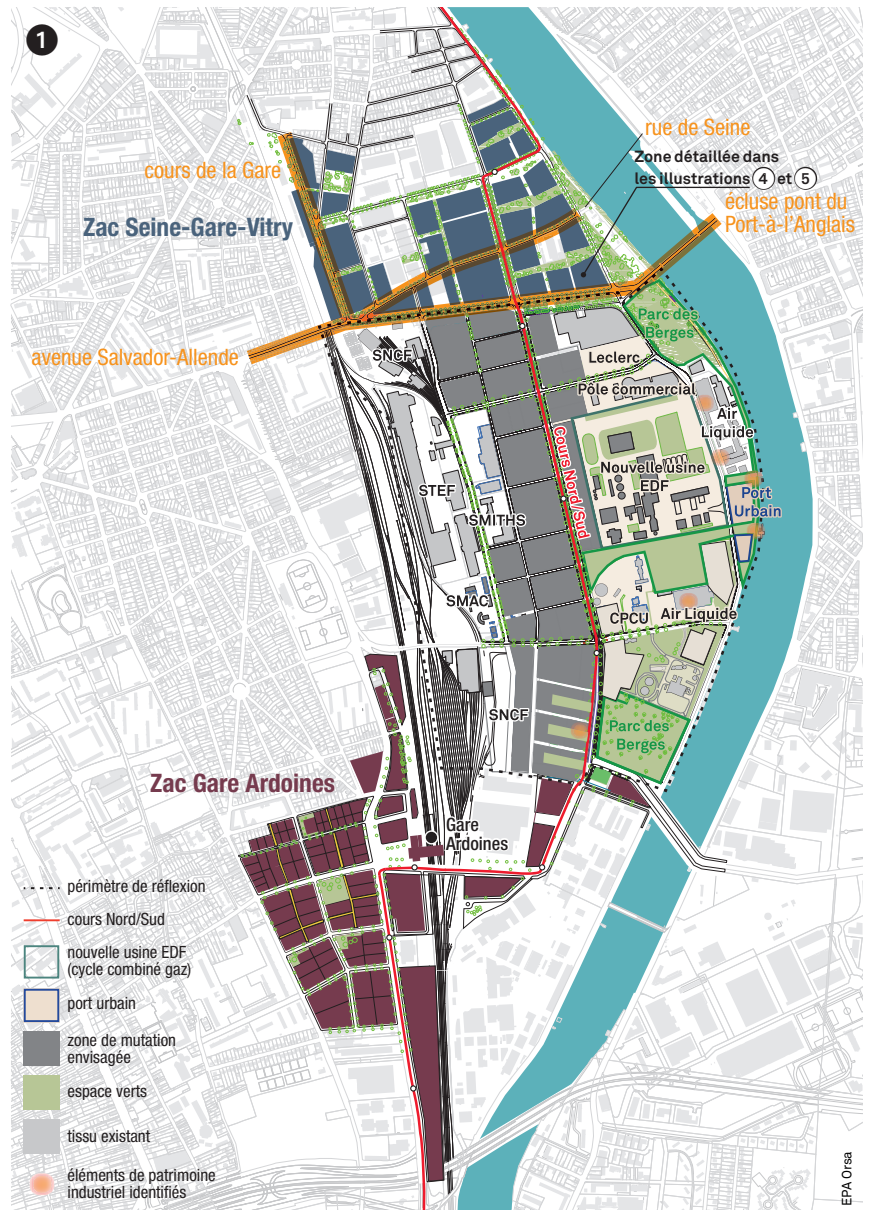 1
rue de Seine
Zone détaillée dans
les illustrations 4 et 5
cours de la Gare
écluse pont du
Port-à-l'Anglais
Zac Seine-Gare-Vitry
Parc des
Berges
avenue Salvador-Allende
SNCF
Leclerc
Pôle commercial
Air
Liquide
Cours Nord/Sud
Nouvelle usine
EDF
STEF
Port
Urbain
SMITHS
SMAC
CPCU
Air Liquide
SNCF
Parc des
Berges
Zac Gare Ardoines
Gare
Ardoines
périmètre de réflexion
cours Nord/Sud
nouvelle usine EDF
(cycle combiné gaz)
port urbain
zone de mutation
envisagée
espace verts
tissu existant
éléments de patrimoine
industriel identifiés
EPA Orsa